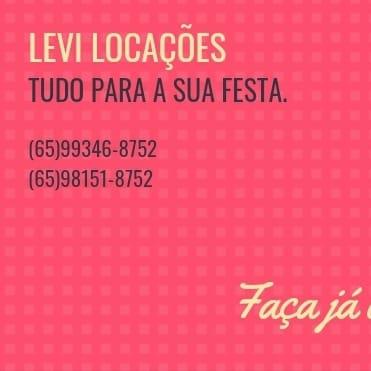 LEVI LOCAÇÕES
TUDO PARA A SUA FESTA.
(65)99346-8752
(65)98151-8752
Faça já